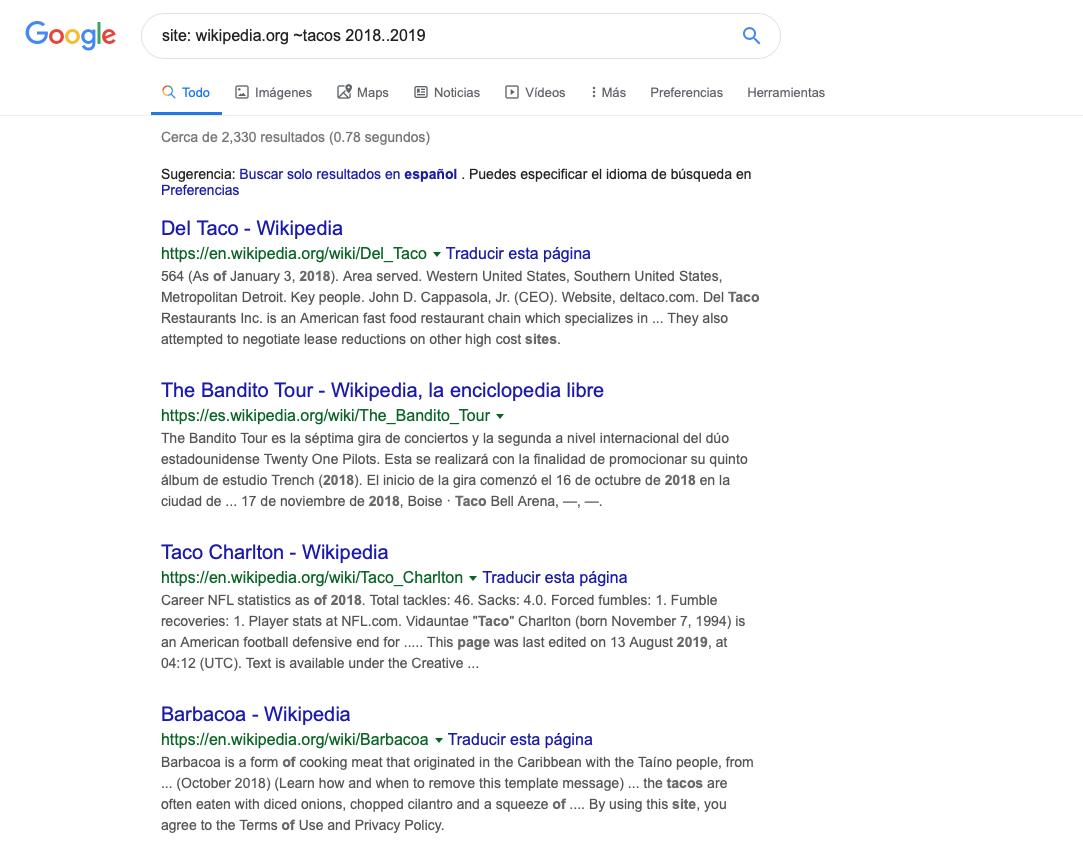 Google
site: wikipedia.org ~tacos 2018..2019
Todo Imágenes Maps Noticias Vídeos Más Preferencias Herramientas
Cerca de 2,330 resultados (0.78 segundos)
Sugerencia: Buscar solo resultados en español . Puedes especificar el idioma de búsqueda en
Preferencias
Del Taco - Wikipedia
https://en.wikipedia.org/wiki/Del_Taco Traducir esta página
564 (As of January 3, 2018). Area served. Western United States, Southern United States,
Metropolitan Detroit. Key people. John D. Cappasola, Jr. (CEO). Website, deltaco.com. Del Taco
Restaurants Inc. is an American fast food restaurant chain which specializes in ... They also
attempted to negotiate lease reductions on other high cost sites.
The Bandito Tour - Wikipedia, la enciclopedia libre
https://es.wikipedia.org/wiki/The_Bandito_Tour
The Bandito Tour es la séptima gira de conciertos y la segunda a nivel internacional del dúo
estadounidense Twenty One Pilots. Esta se realizará con la finalidad de promocionar su quinto
álbum de estudio Trench (2018). El inicio de la gira comenzó el 16 de octubre de 2018 en la
ciudad de ... 17 de noviembre de 2018, Boise · Taco Bell Arena, —, —.
Taco Charlton - Wikipedia
https://en.wikipedia.org/wiki/Taco_Charlton Traducir esta página
Career NFL statistics as of 2018. Total tackles: 46. Sacks: 4.0. Forced fumbles: 1. Fumble
recoveries: 1. Player stats at NFL.com. Vidauntae "Taco" Charlton (born November 7, 1994) is
an American football defensive end for ..... This page was last edited on 13 August 2019, at
04:12 (UTC). Text is available under the Creative ...
Barbacoa - Wikipedia
https://en.wikipedia.org/wiki/Barbacoa Traducir esta página
Barbacoa is a form of cooking meat that originated in the Caribbean with the Taíno people, from
... (October 2018) (Learn how and when to remove this template message) ... the tacos are
often eaten with diced onions, chopped cilantro and a squeeze of .... By using this site, you
agree to the Terms of Use and Privacy Policy.